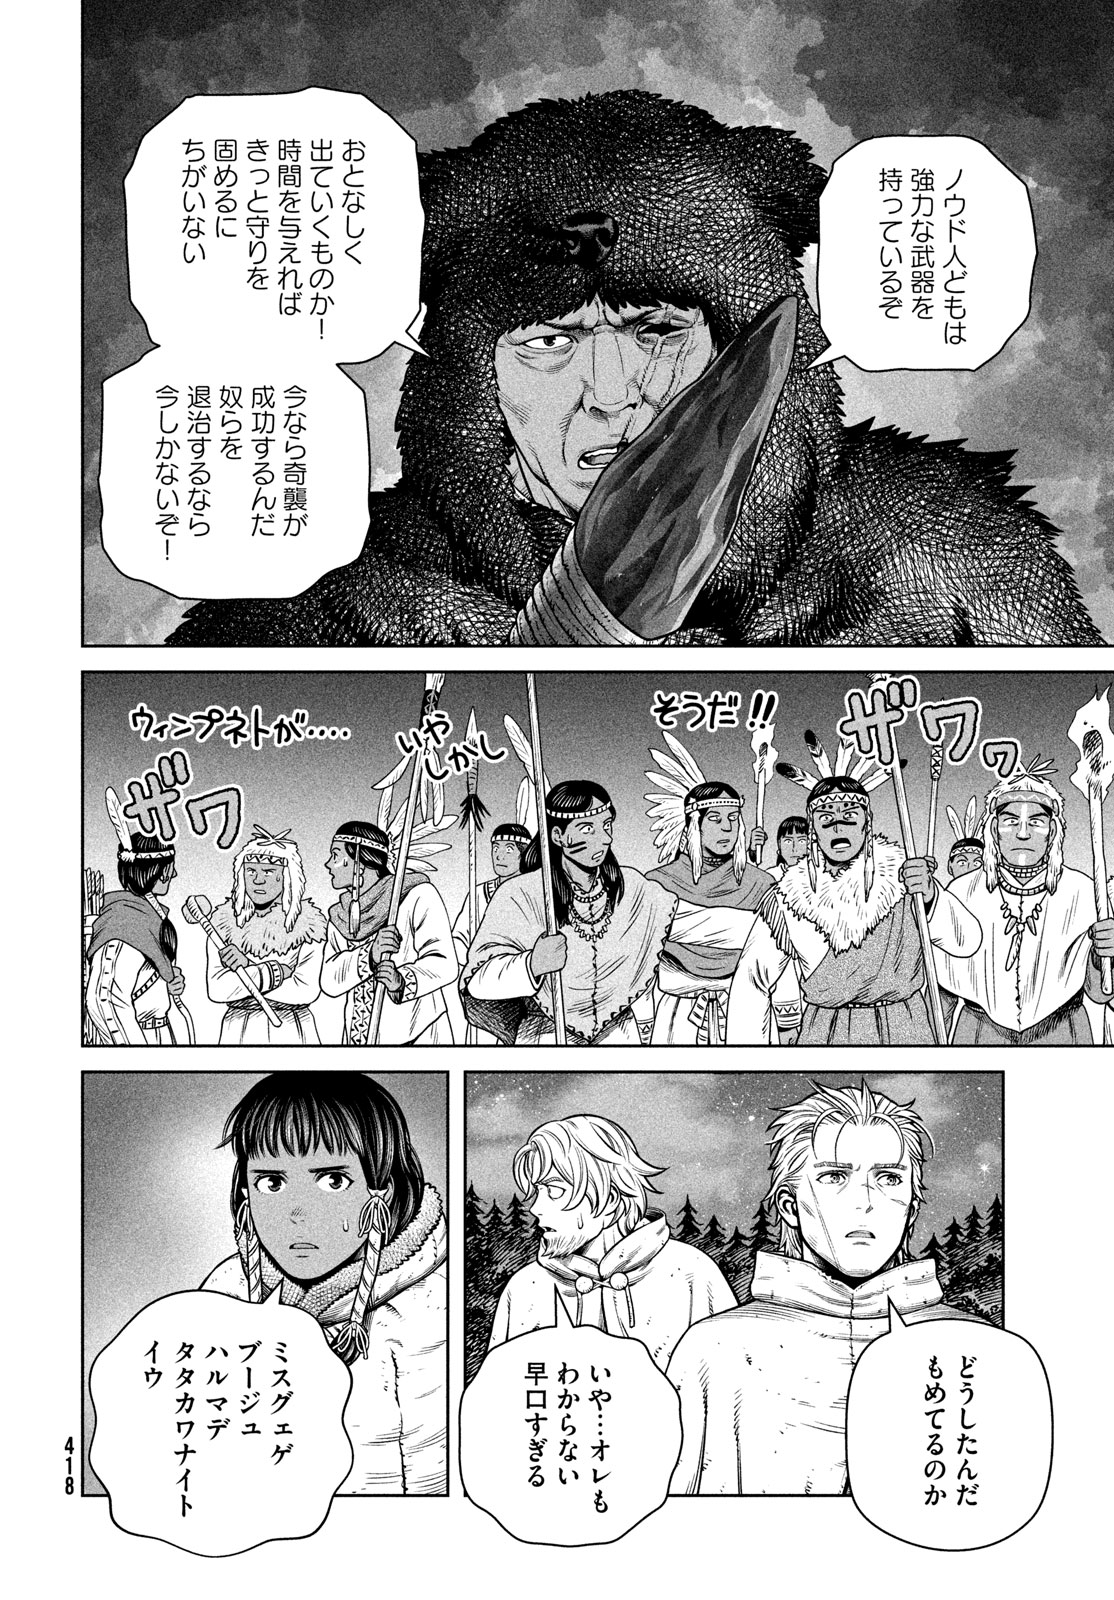 ノウド人どもは
強力な武器を
持っているぞ
おとなしく
出ていくものか！
時間を与えれば
きっと守りを
固めるに
ちがいない
今なら奇襲が
成功するんだ
奴らを
退治するなら
今しかないぞ！
ザワワ
そうだ!!
いや
しかし
ウィンプネトが‥‥
ザワ
どうしたんだ
もめてるのか
いや…オレも
わからない
早口すぎる
ミスグェゲ
ブージュ
ハルマデ
タタカワナイト
イウ
418